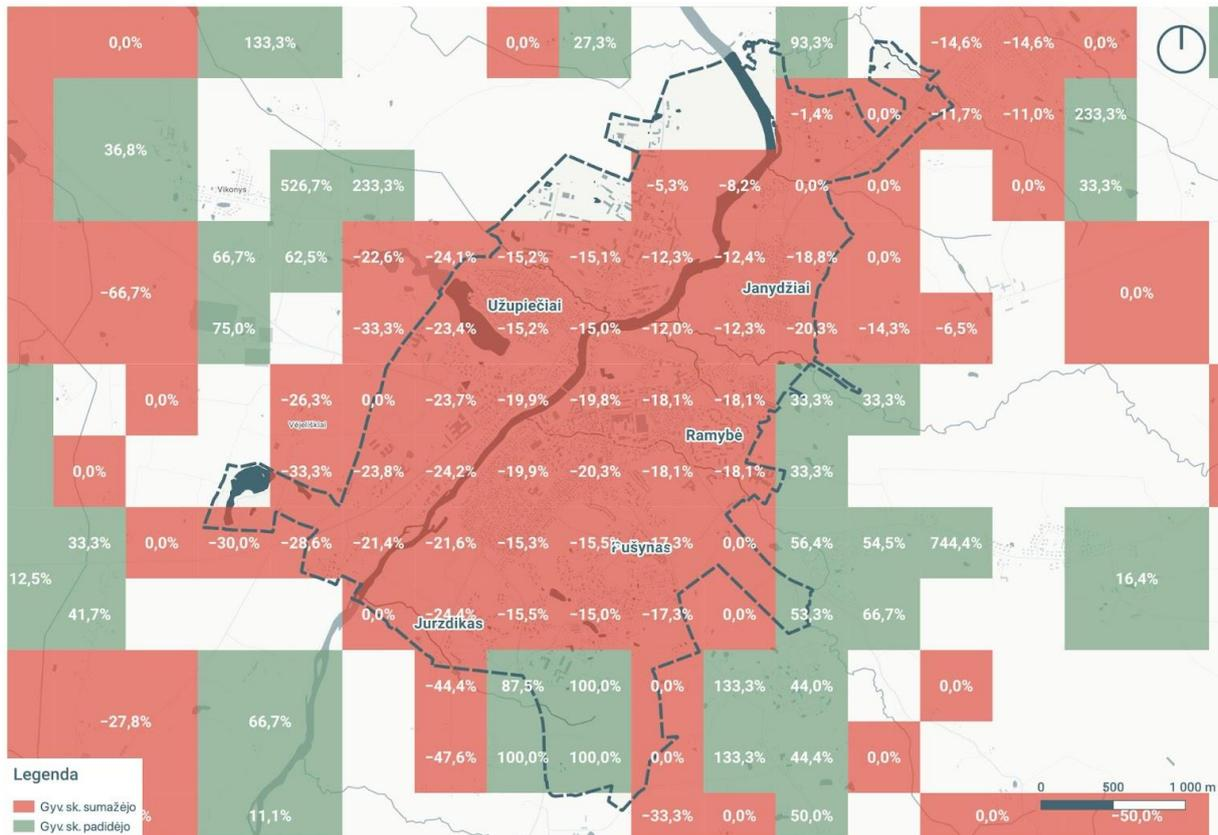 0,0% 133,3% 0,0% 27,3% 93,3% −14,6% −14,6% 0,0%
−1,4% 0,0% −11,7% −11,0% 233,3%
36,8%
Vikonys 526,7% 233,3% −5,3% −8,2% 0,0% 0,0% 0,0% 33,3%
66,7% 62,5% −22,6% −24,1% −15,2% −15,1% −12,3% −12,4% −18,8% 0,0%
−66,7% Užupiečiai Janydžiai 0,0%
75,0% −33,3% −23,4% −15,2% −15,0% −12,0% −12,3% −20,3% −14,3% −6,5%
0,0% −26,3% 0,0% −23,7% −19,9% −19,8% −18,1% −18,1% 33,3% 33,3%
Vėjeliškiai
Ramybė
0,0% −33,3% −23,8% −24,2% −19,9% −20,3% −18,1% −18,1% 33,3%
33,3% 0,0% −30,0% −28,6% −21,4% −21,6% −15,3% −15,5% Pušynas −17,3% 0,0% 56,4% 54,5% 744,4%
12,5% 16,4%
41,7% 0,0% −24,4% −15,5% −15,0% −17,3% 0,0% 53,3% 66,7%
Jurzdikas
−44,4% 87,5% 100,0% 0,0% 133,3% 44,0% 0,0%
−27,8% 66,7%
−47,6% 100,0% 100,0% 0,0% 133,3% 44,4% 0,0%
Legenda
Gyv. sk. sumažėjo
Gyv. sk. padidėjo
11,1% −33,3% 0,0% 50,0% 0,0% −50,0%
0 500 1 000 m